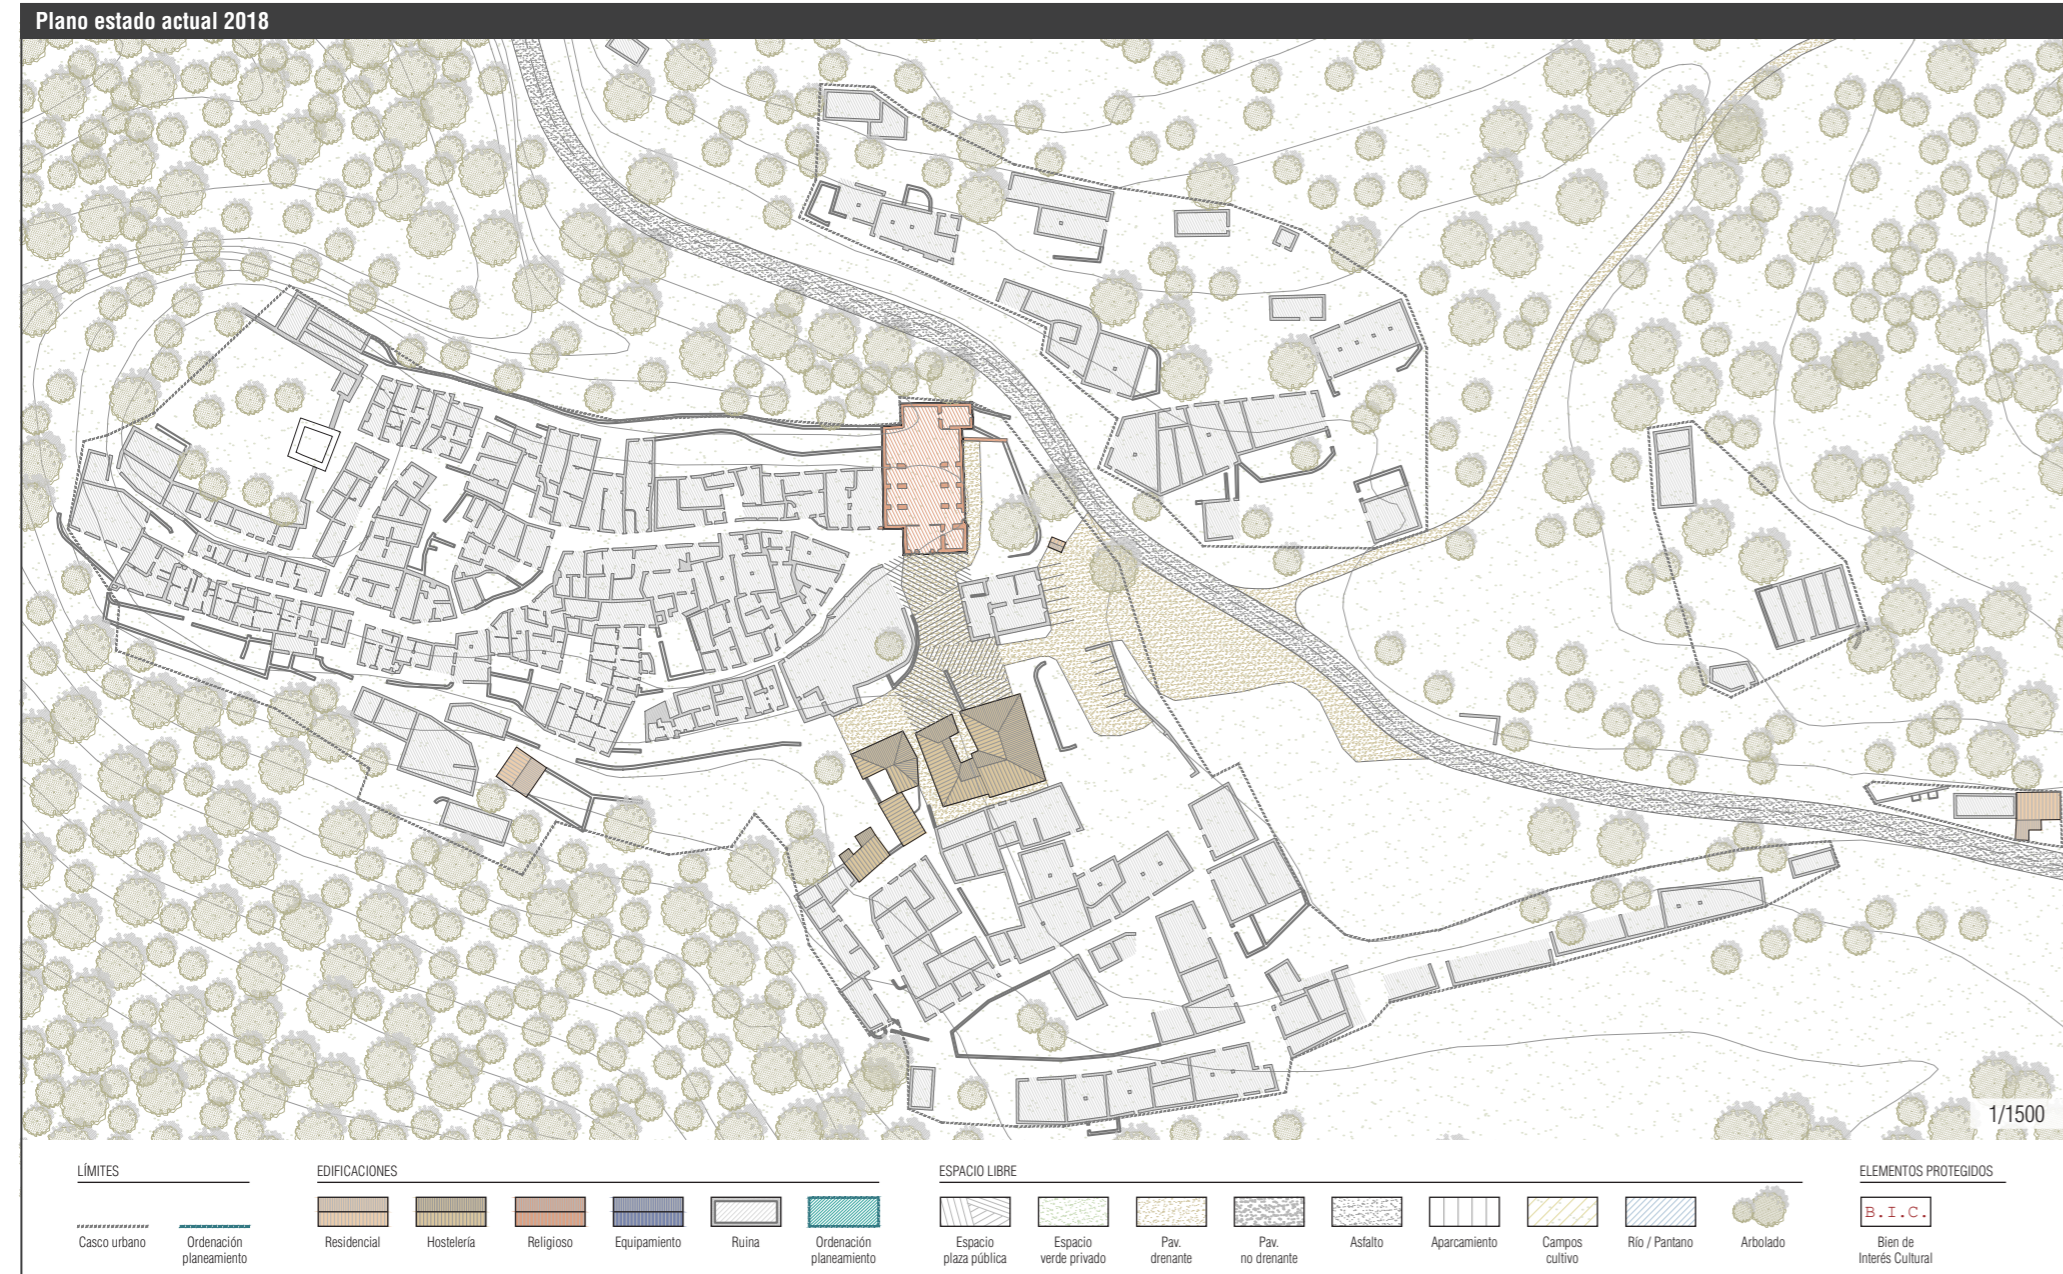 Plano estado actual 2018
1/1500
LÍMITES
Casco urbano
Ordenación
planeamiento
EDIFICACIONES
Residencial
Hostelería
Religioso
Equipamiento
Ruina
Ordenación
planeamiento
ESPACIO LIBRE
Espacio
plaza pública
Espacio
verde privado
Pav.
drenante
Pav.
no drenante
Asfalto
Aparcamiento
Campos
cultivo
Río / Pantano
Arbolado
ELEMENTOS PROTEGIDOS
B.I.C.
Bien de
Interés Cultural